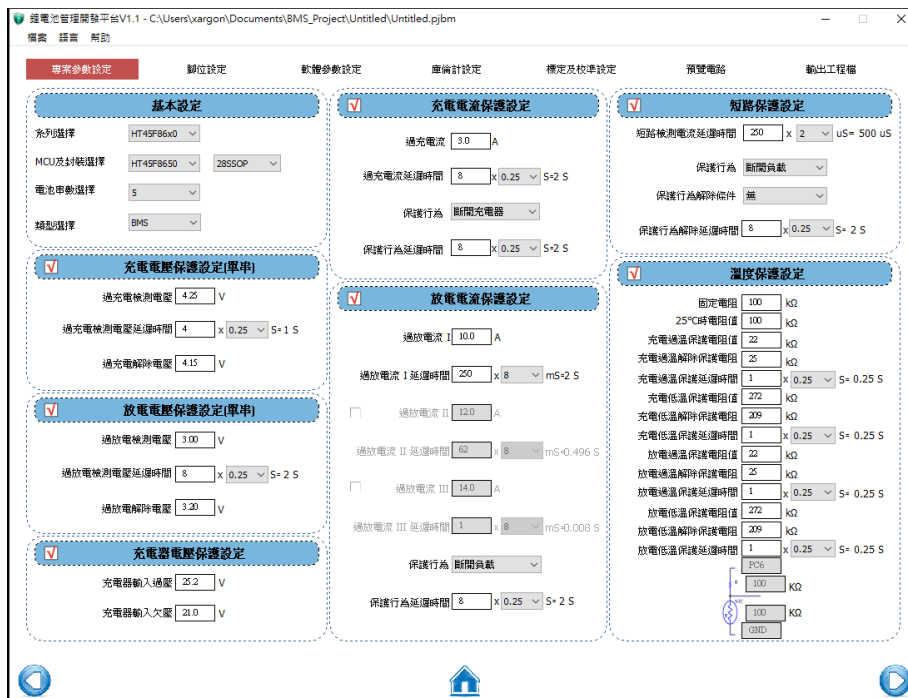 鋰電池管理開發平台V1.1 - C:\Users\xargon\Documents\BMS_Project\Untitled\Untitled.pjbm
檔案 語言 幫助
專案參數設定 腳位設定 軟體參數設定 庫倫計設定 標定及校準設定 預覽電路 輸出工程檔
基本設定
系列選擇 HT45F86x0
MCU及封裝選擇 HT45F8650 28SSOP
電池串數選擇 5
類型選擇 BMS
充電電壓保護設定(單串)
過充電檢測電壓 4.25 V
過充電檢測電壓延遲時間 4 x 0.25 S=1 S
過充電解除電壓 4.15 V
放電電壓保護設定(單串)
過放電檢測電壓 3.00 V
過放電檢測電壓延遲時間 8 x 0.25 S=2 S
過放電解除電壓 3.20 V
充電器電壓保護設定
充電器輸入過壓 25.2 V
充電器輸入欠壓 21.0 V
充電電流保護設定
過充電流 3.0 A
過充電流延遲時間 8 x 0.25 S=2 S
保護行為 斷開充電器
保護行為延遲時間 8 x 0.25 S=2 S
放電電流保護設定
過放電流 I 10.0 A
過放電流 I 延遲時間 250 x 8 mS=2 S
過放電流 II 12.0 A
過放電流 II 延遲時間 62 x 8 mS=0.496 S
過放電流 III 14.0 A
過放電流 III 延遲時間 1 x 8 mS=0.008 S
保護行為 斷開負載
保護行為延遲時間 8 x 0.25 S=2 S
短路保護設定
短路檢測電流延遲時間 250 x 2 uS= 500 uS
保護行為 斷開負載
保護行為解除條件 無
保護行為解除延遲時間 8 x 0.25 S= 2 S
溫度保護設定
固定電阻 100 kΩ
25℃時電阻值 100 kΩ
充電過溫保護電阻值 22 kΩ
充電過溫解除保護電阻 25 kΩ
充電過溫保護延遲時間 1 x 0.25 S= 0.25 S
充電低溫保護電阻值 272 kΩ
充電低溫解除保護電阻 209 kΩ
充電低溫保護延遲時間 1 x 0.25 S= 0.25 S
放電過溫保護電阻值 22 kΩ
放電過溫解除保護電阻 25 kΩ
放電過溫保護延遲時間 1 x 0.25 S= 0.25 S
放電低溫保護電阻值 272 kΩ
放電低溫解除保護電阻 209 kΩ
放電低溫保護延遲時間 1 x 0.25 S= 0.25 S
PC6
100 KΩ
100 KΩ
GND